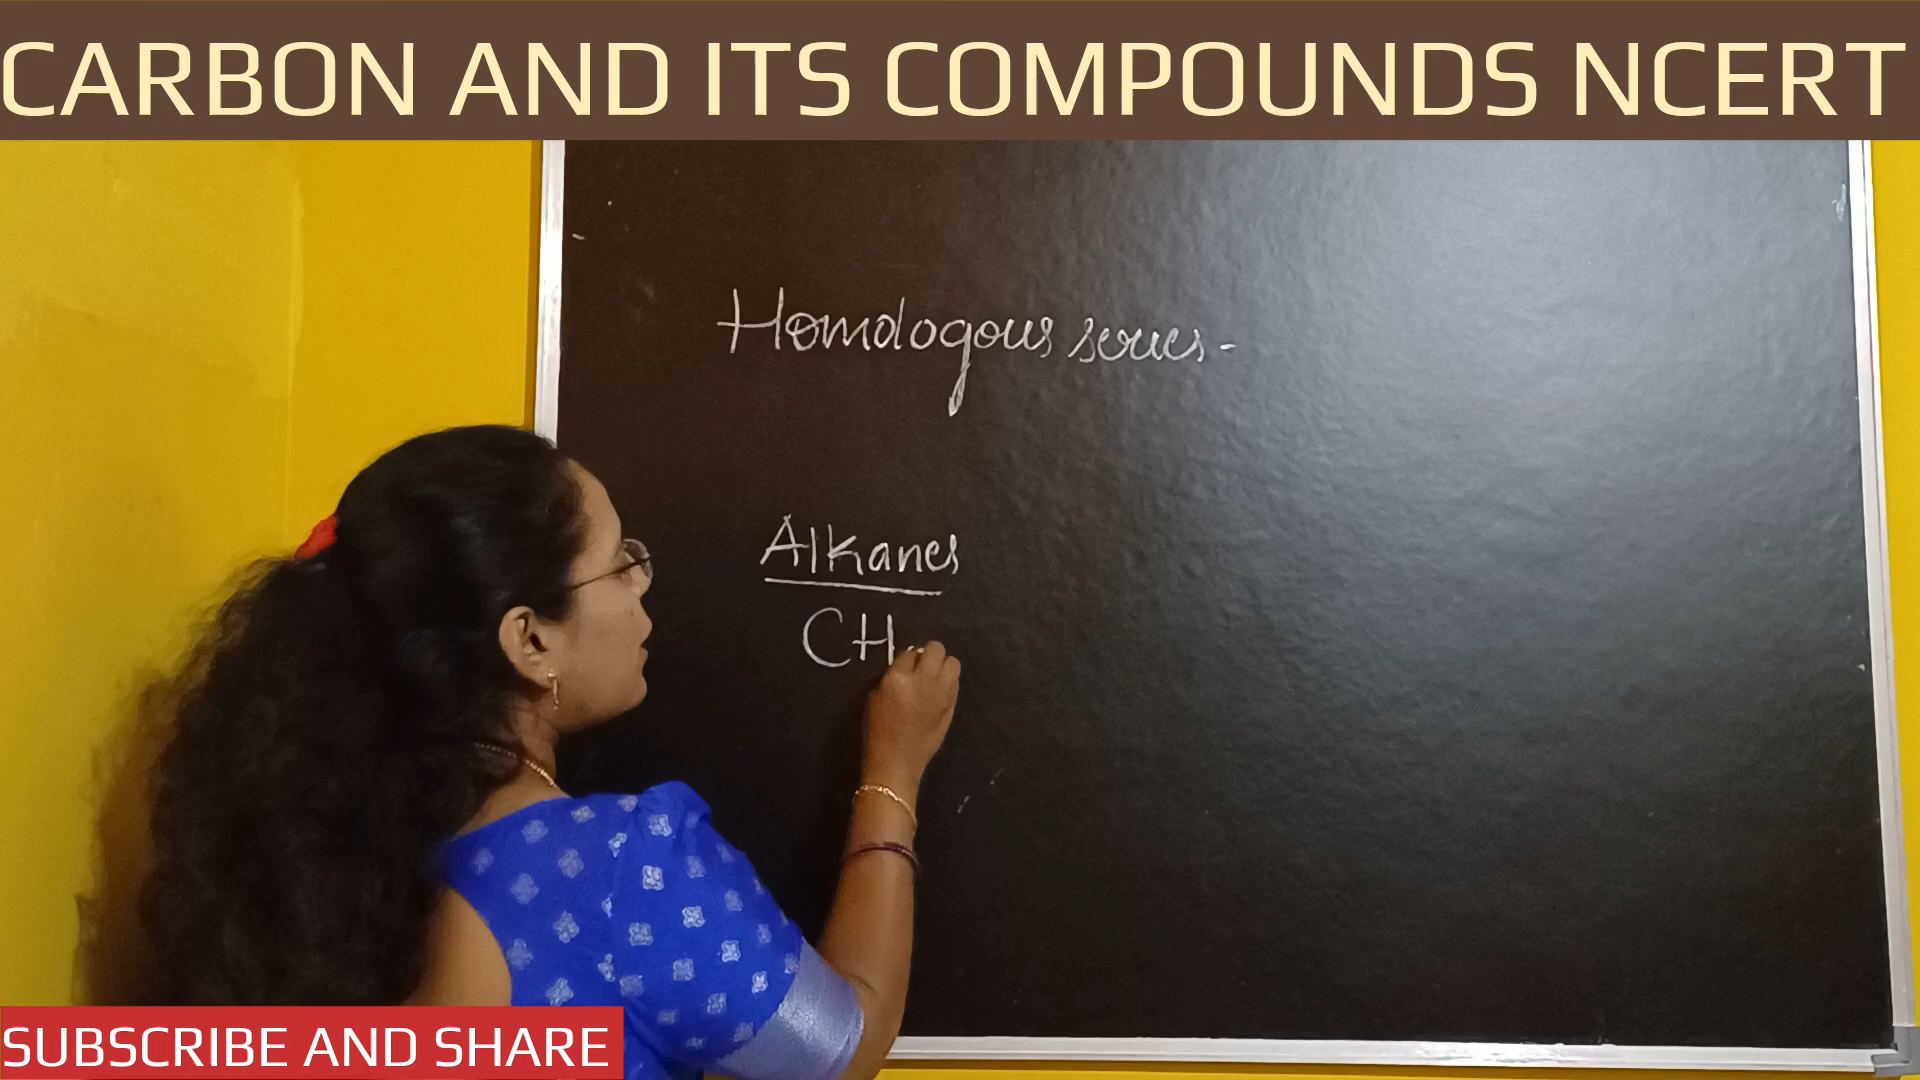 CARBON AND ITS COMPOUNDS NCERT
Homologous series -
Alkanes
CH
SUBSCRIBE AND SHARE